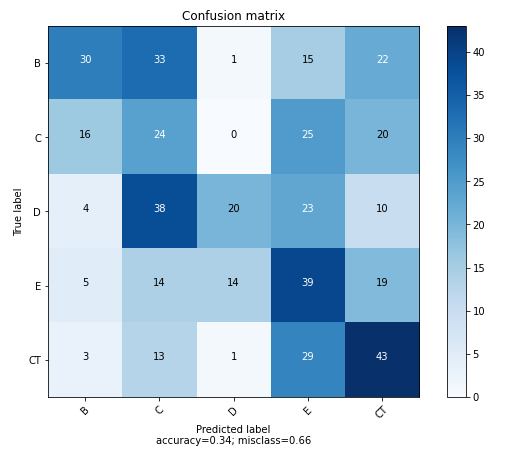 Confusion matrix
B 30 33 1 15 22
C 16 24 0 25 20
D 4 38 20 23 10
E 5 14 14 39 19
CT 3 13 1 29 43
True label
B C D E CT
Predicted label
accuracy=0.34; misclass=0.66
40
35
30
25
20
15
10
5
0